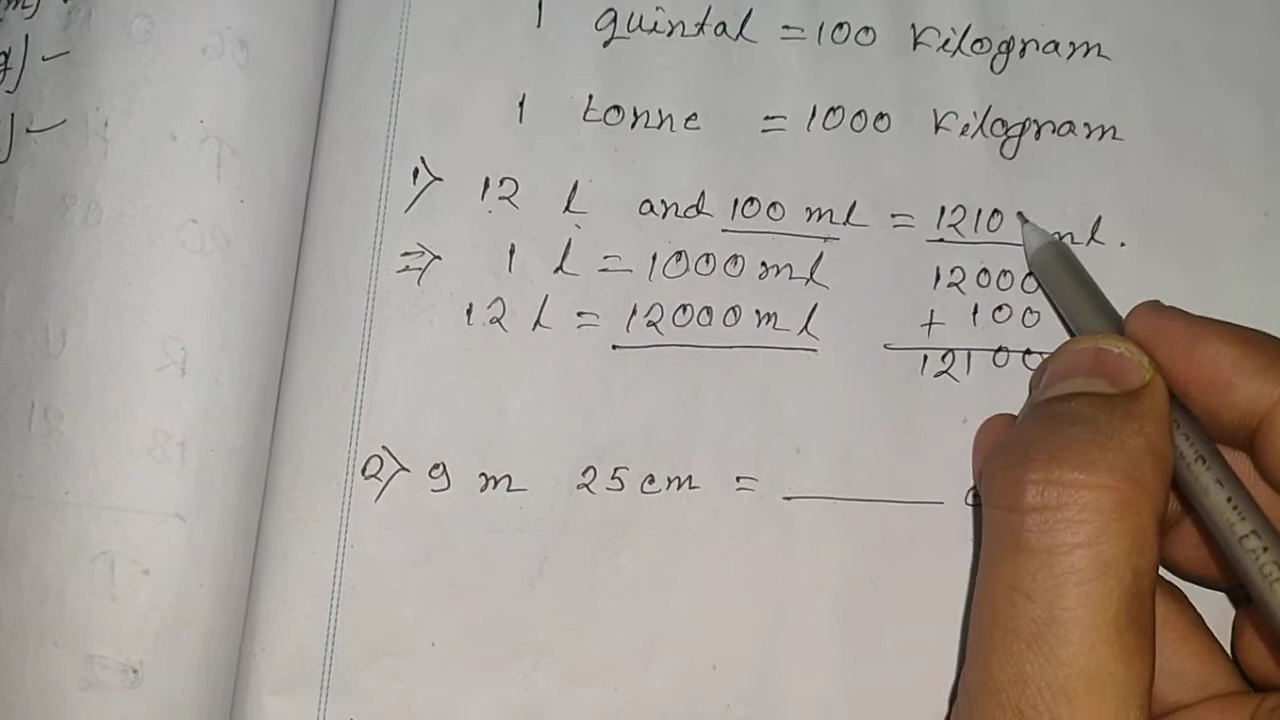 1 quintal = 100 Kilogram
1 tonne = 1000 Kilogram
1) 12 l and 100 ml = 1210 ml.
⇒ 1 l = 1000 ml 12000
12 l = 12000 ml + 100
12100
2) 9 m 25 cm = ______ c